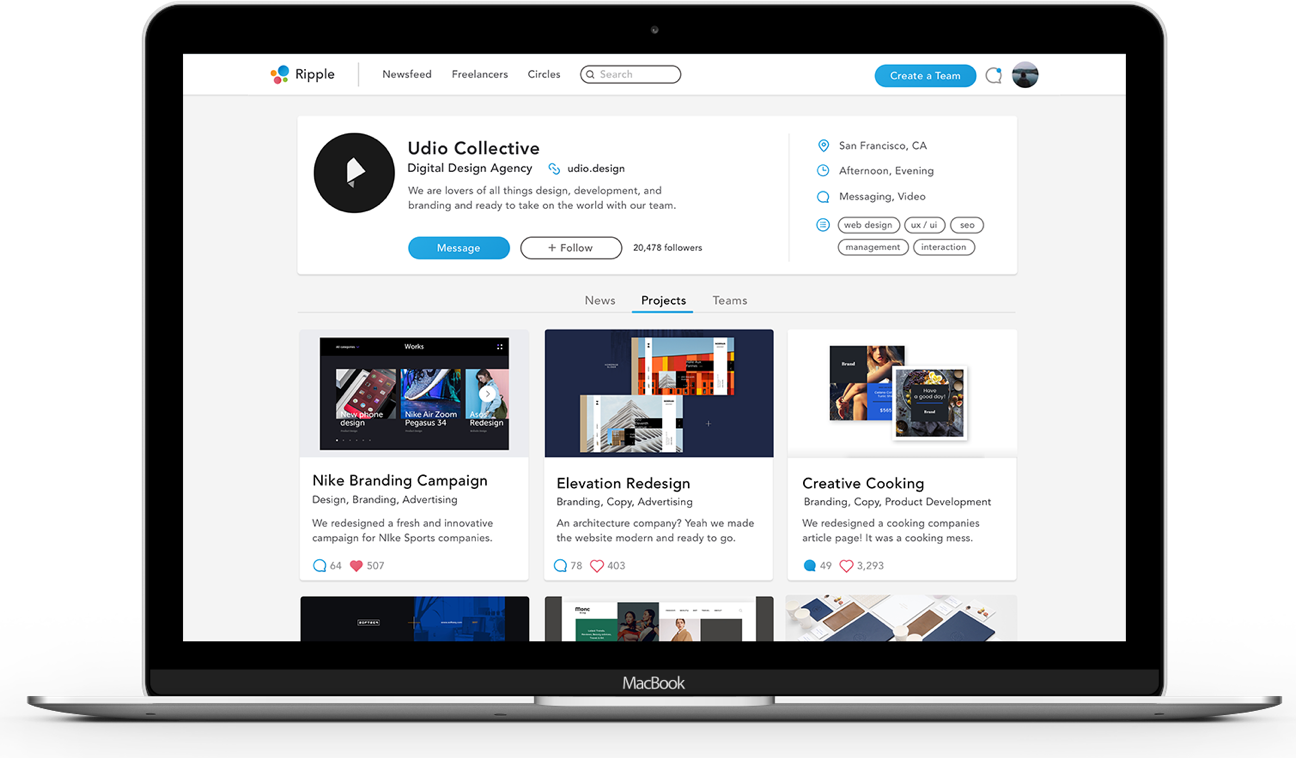 Ripple
Newsfeed Freelancers Circles Search
Create a Team
Udio Collective
Digital Design Agency udio.design
We are lovers of all things design, development, and
branding and ready to take on the world with our team.
Message + Follow 20,478 followers
San Francisco, CA
Afternoon, Evening
Messaging, Video
web design ux / ui seo
management interaction
News Projects Teams
All categories Works
New phone
design
Nike Air Zoom
Pegasus 34
Asos
Redesign
Nike Branding Campaign
Design, Branding, Advertising
We redesigned a fresh and innovative
campaign for NIke Sports companies.
64 507
Elevation Redesign
Branding, Copy, Advertising
An architecture company? Yeah we made
the website modern and ready to go.
78 403
Brand
$565
Have
a good day!
Brand
Creative Cooking
Branding, Copy, Product Development
We redesigned a cooking companies
article page! It was a cooking mess.
49 3,293
MacBook